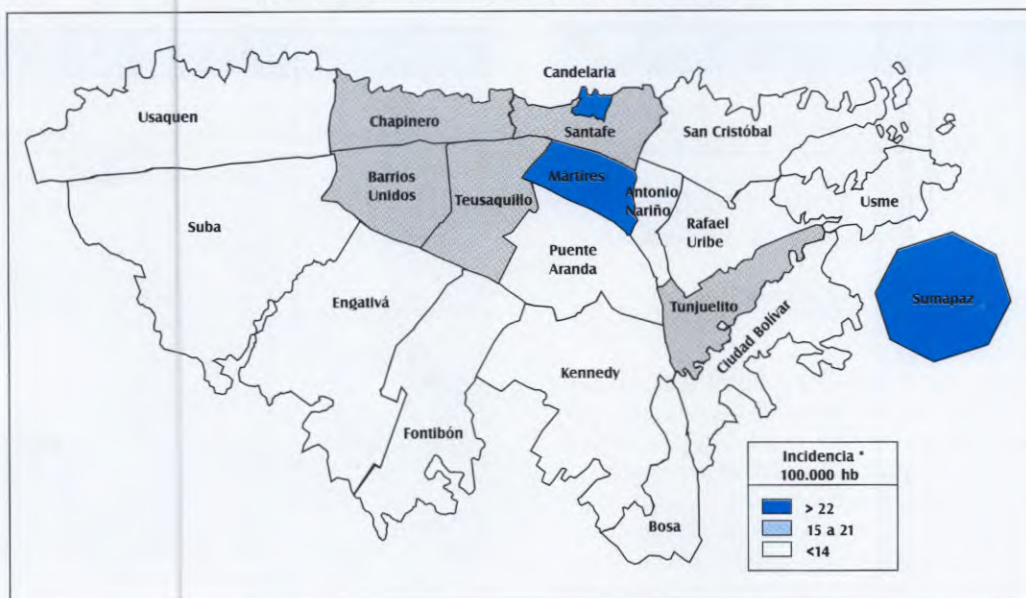 Candelaria
Usaquen
Chapinero
Santafe
San Cristóbal
Barrios
Unidos
Teusaquillo
Mártires
Antonio
Nariño
Usme
Suba
Rafael
Uribe
Puente
Aranda
Engativá
Tunjuelito
Sumapaz
Ciudad Bolívar
Kennedy
Fontibón
Bosa
Incidencia *
100.000 hb
> 22
15 a 21
<14